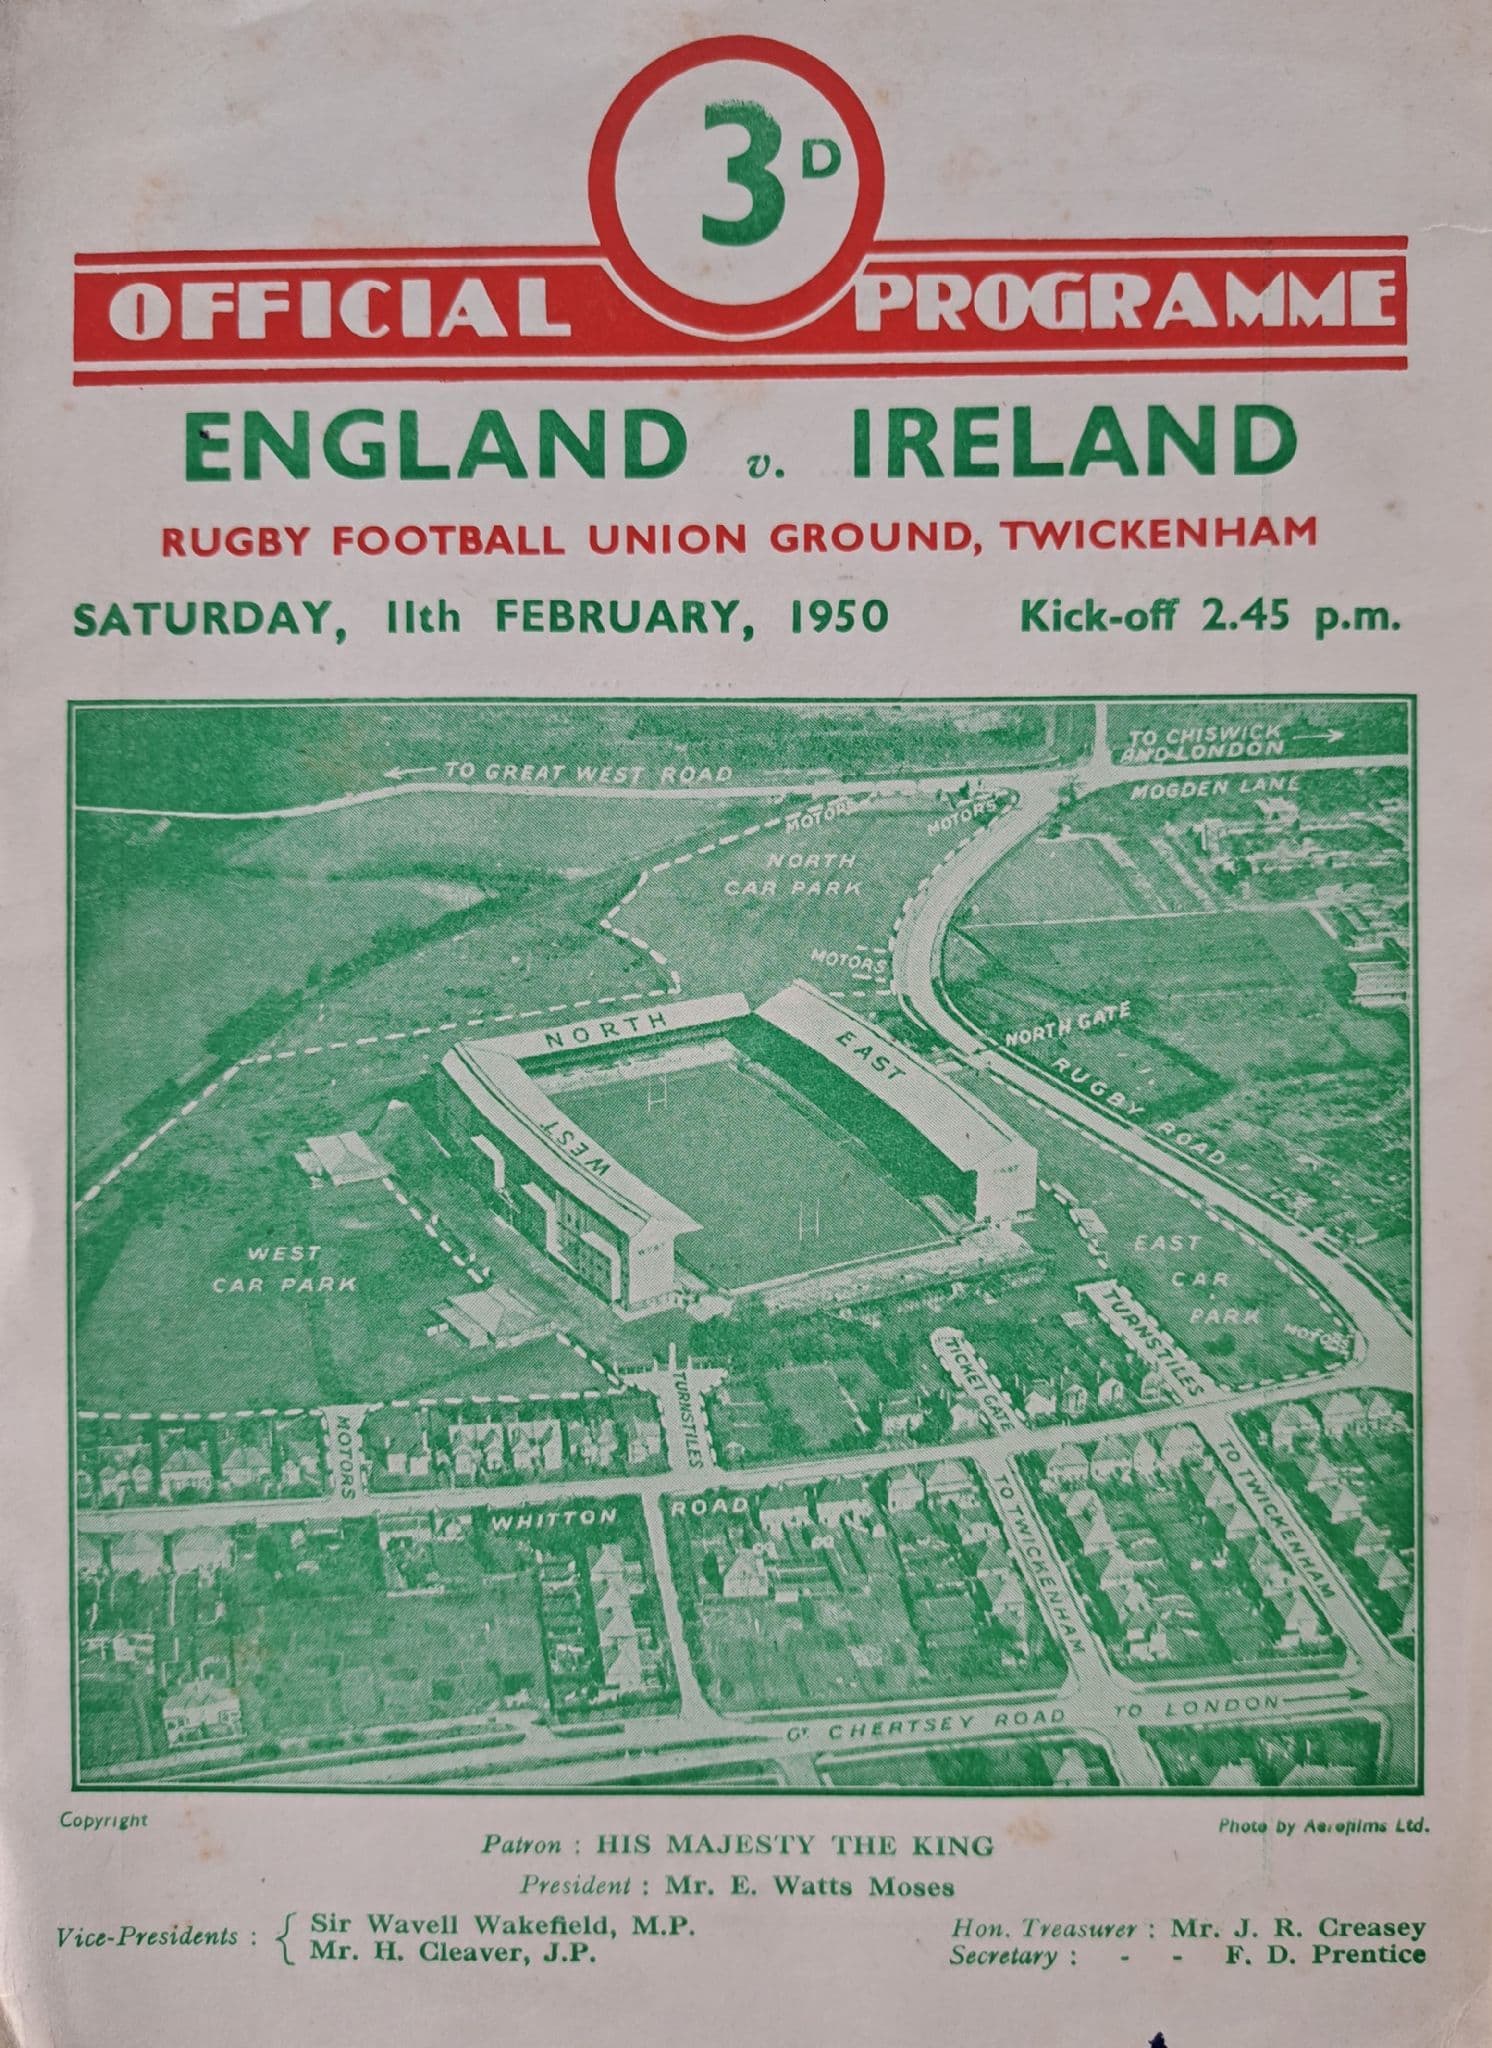 3D
OFFICIAL PROGRAMME
ENGLAND v. IRELAND
RUGBY FOOTBALL UNION GROUND, TWICKENHAM
SATURDAY, 11th FEBRUARY, 1950 Kick-off 2.45 p.m.
TO CHISWICK
AND LONDON
TO GREAT WEST ROAD
MOGDEN LANE
MOTORS
MOTORS
NORTH
CAR PARK
MOTORS
NORTH GATE
NORTH
EAST
RUGBY ROAD
WEST
EAST
WEST
WEST
CAR PARK
EAST
CAR
PARK
MOTORS
TURNSTILES
TICKET GATE
TURNSTILES
MOTORS
WHITTON ROAD
TO TWICKENHAM
TO TWICKENHAM
GT CHERTSEY ROAD TO LONDON
Copyright
Photo by Aerofilms Ltd.
Patron : HIS MAJESTY THE KING
President : Mr. E. Watts Moses
Vice-Presidents : { Sir Wavell Wakefield, M.P.
Mr. H. Cleaver, J.P.
Hon. Treasurer : Mr. J. R. Creasey
Secretary : - - F. D. Prentice